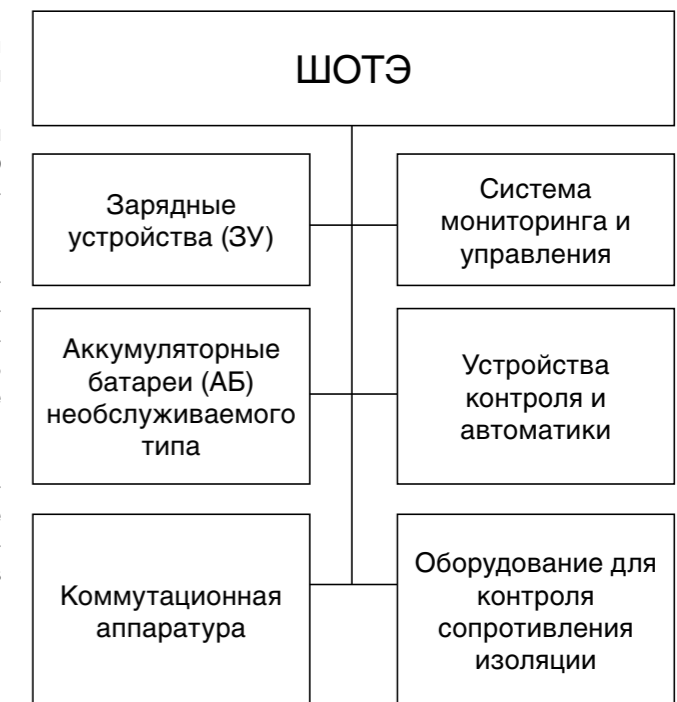 ШОТЭ
Зарядные
устройства (ЗУ)
Система
мониторинга и
управления
Аккумуляторные
батареи (АБ)
необслуживаемого
типа
Устройства
контроля и
автоматики
Коммутационная
аппаратура
Оборудование для
контроля
сопротивления
изоляции